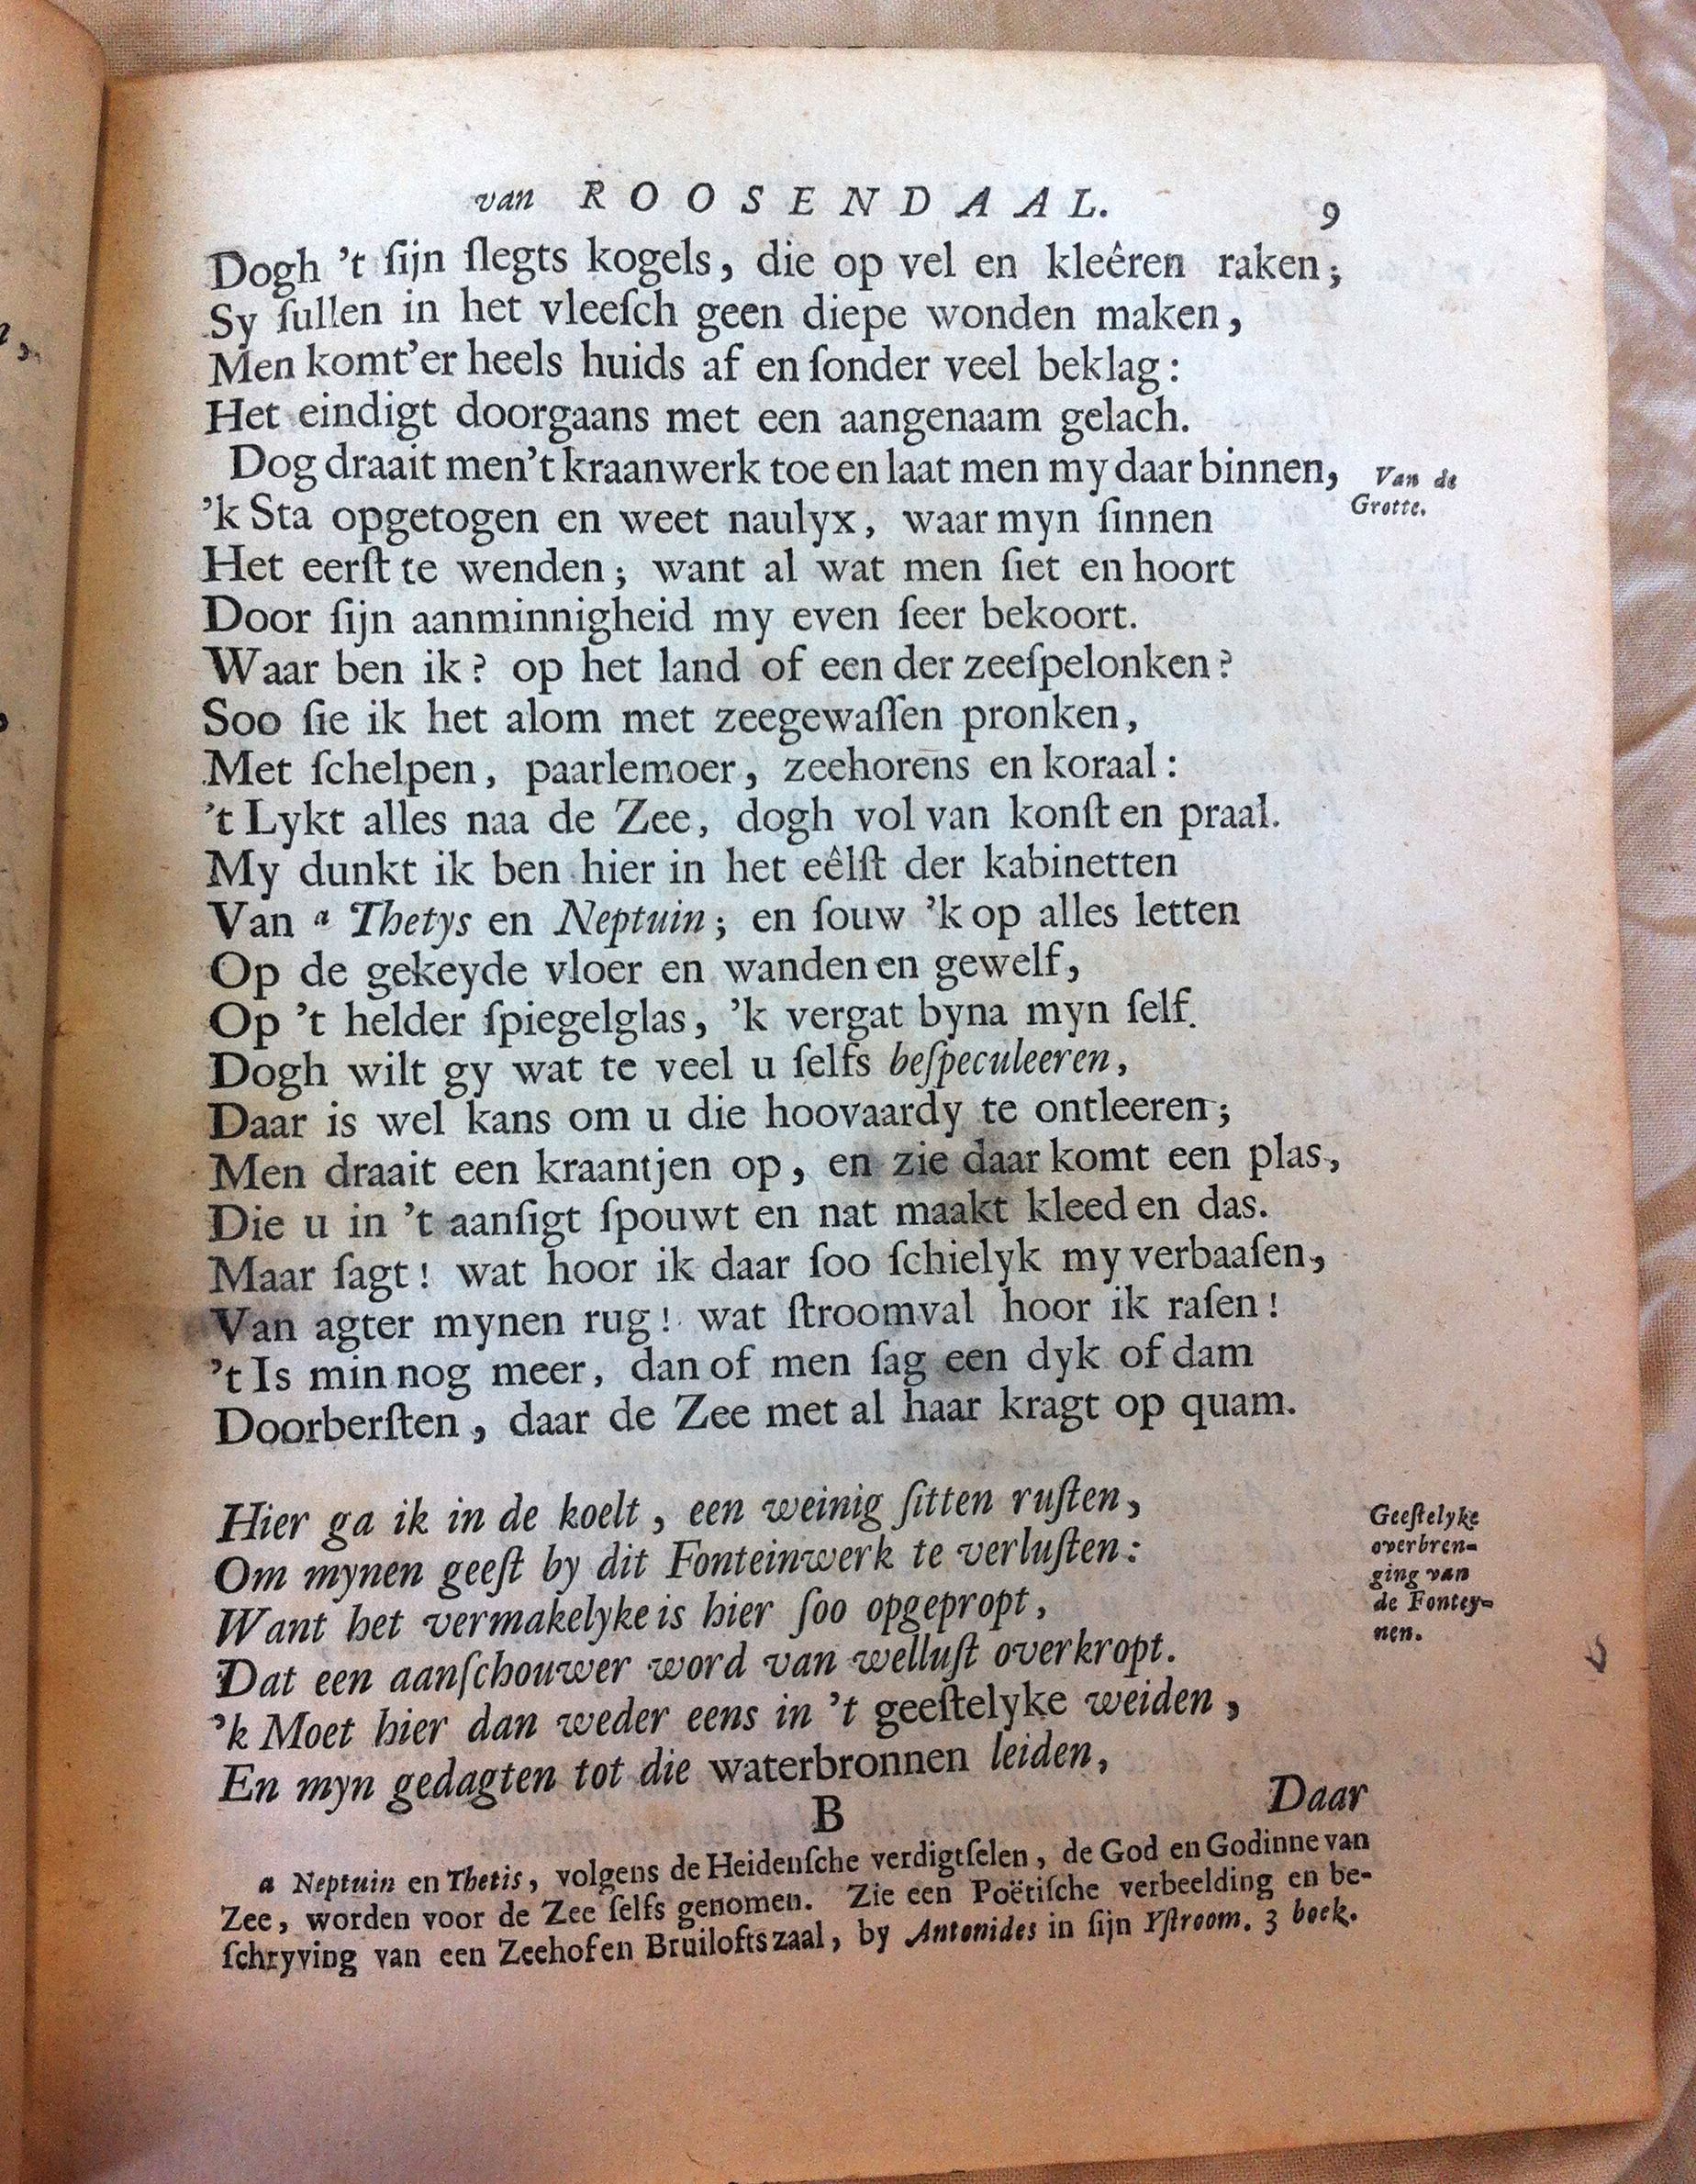 van ROOSENDAAL. 9
Dogh 't ſijn ſlegts kogels, die op vel en kleêren raken;
Sy ſullen in het vleeſch geen diepe wonden maken,
Men komt'er heels huids af en ſonder veel beklag:
Het eindigt doorgaans met een aangenaam gelach.
Dog draait men't kraanwerk toe en laat men my daar binnen,
Van de
Grotte.
'k Sta opgetogen en weet naulyx, waar myn ſinnen
Het eerſt te wenden; want al wat men ſiet en hoort
Door ſijn aanminnigheid my even ſeer bekoort.
Waar ben ik? op het land of een der zeeſpelonken?
Soo ſie ik het alom met zeegewaſſen pronken,
Met ſchelpen, paarlemoer, zeehorens en koraal:
't Lykt alles naa de Zee, dogh vol van konſt en praal.
My dunkt ik ben hier in het eêlſt der kabinetten
Van a Thetys en Neptuin; en ſouw 'k op alles letten
Op de gekeyde vloer en wanden en gewelf,
Op 't helder ſpiegelglas, 'k vergat byna myn ſelf.
Dogh wilt gy wat te veel u ſelfs beſpeculeeren,
Daar is wel kans om u die hoovaardy te ontleeren;
Men draait een kraantjen op, en zie daar komt een plas,
Die u in 't aanſigt ſpouwt en nat maakt kleed en das.
Maar ſagt! wat hoor ik daar ſoo ſchielyk my verbaaſen,
Van agter mynen rug! wat ſtroomval hoor ik raſen!
't Is min nog meer, dan of men ſag een dyk of dam
Doorberſten, daar de Zee met al haar kragt op quam.
Hier ga ik in de koelt, een weinig ſitten ruſten,
Om mynen geeſt by dit Fonteinwerk te verluſten:
Want het vermakelyke is hier ſoo opgepropt,
Dat een aanſchouwer word van welluſt overkropt.
'k Moet hier dan weder eens in 't geeſtelyke weiden,
En myn gedagten tot die waterbronnen leiden,
Geeſtelyke
overbren-
ging van
de Fontey-
nen.
B Daar
a Neptuin en Thetis, volgens de Heidenſche verdigtſelen, de God en Godinne van
Zee, worden voor de Zee ſelfs genomen. Zie een Poëtiſche verbeelding en be-
ſchryving van een Zeehof en Bruiloftszaal, by Antonides in ſijn Yſtroom. 3 boek.